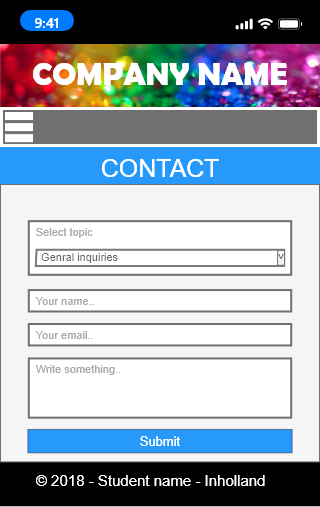 9:41
COMPANY NAME
CONTACT
Select topic
Genral inquiries
Your name..
Your email..
Write something..
Submit
© 2018 - Student name - Inholland